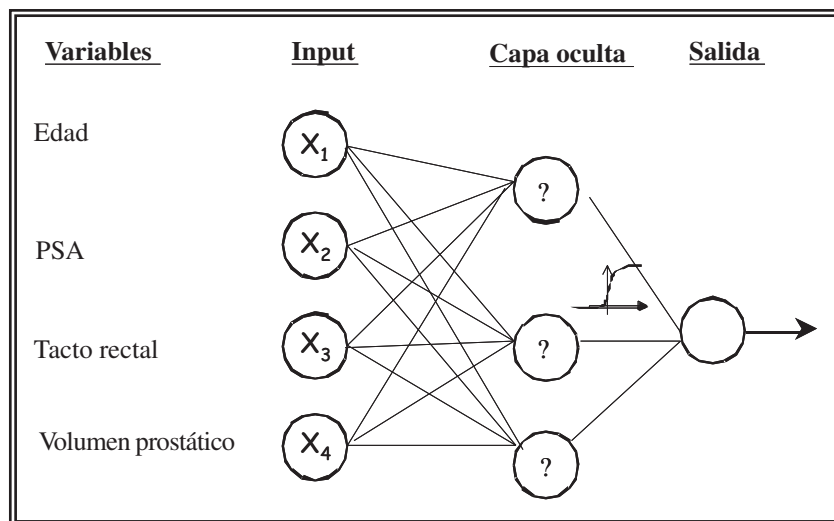 Variables Input Capa oculta Salida
Edad X1 ?
PSA X2
Tacto rectal X3 ?
Volumen prostático X4 ?